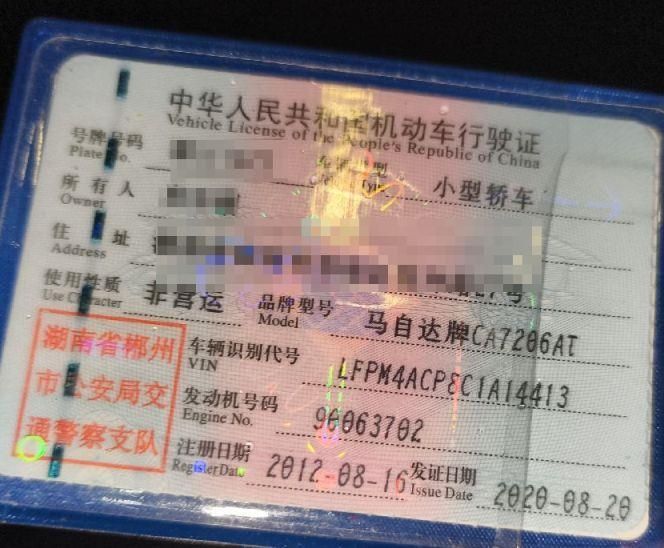 中华人民共和国机动车行驶证
Vehicle License of the People's Republic of China
号牌号码
Plate No.
车辆类型
小型轿车
所有人
Owner
住址
Address
使用性质 非营运 品牌型号 马自达牌CA7206AT
Use Character Model
湖南省郴州
市公安局交
通警察支队
车辆识别代号 LFPM4ACP8C1A14413
VIN
发动机号码 90063702
Engine No.
注册日期 2012-08-16 发证日期 2020-08-20
Register Date Issue Date